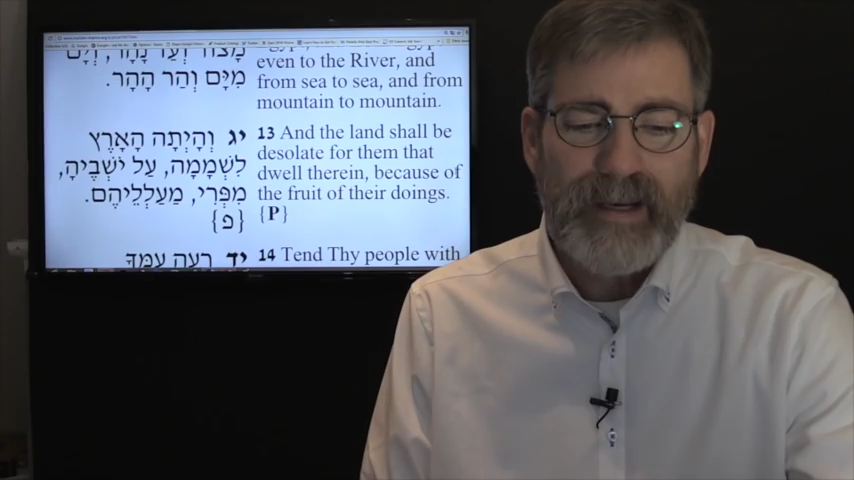 מָצוֹר וְעַד נָהָר, וְיָם
מִיָּם וְהַר הָהָר.
even to the River, and
from sea to sea, and from
mountain to mountain.
יג וְהָיְתָה הָאָרֶץ
לִשְׁמָמָה, עַל יֹשְׁבֶיהָ,
מִפְּרִי, מַעַלְלֵיהֶם.
{פ}
13 And the land shall be
desolate for them that
dwell therein, because of
the fruit of their doings.
{P}
יד רְעֵה עַמְּךָ
14 Tend Thy people with